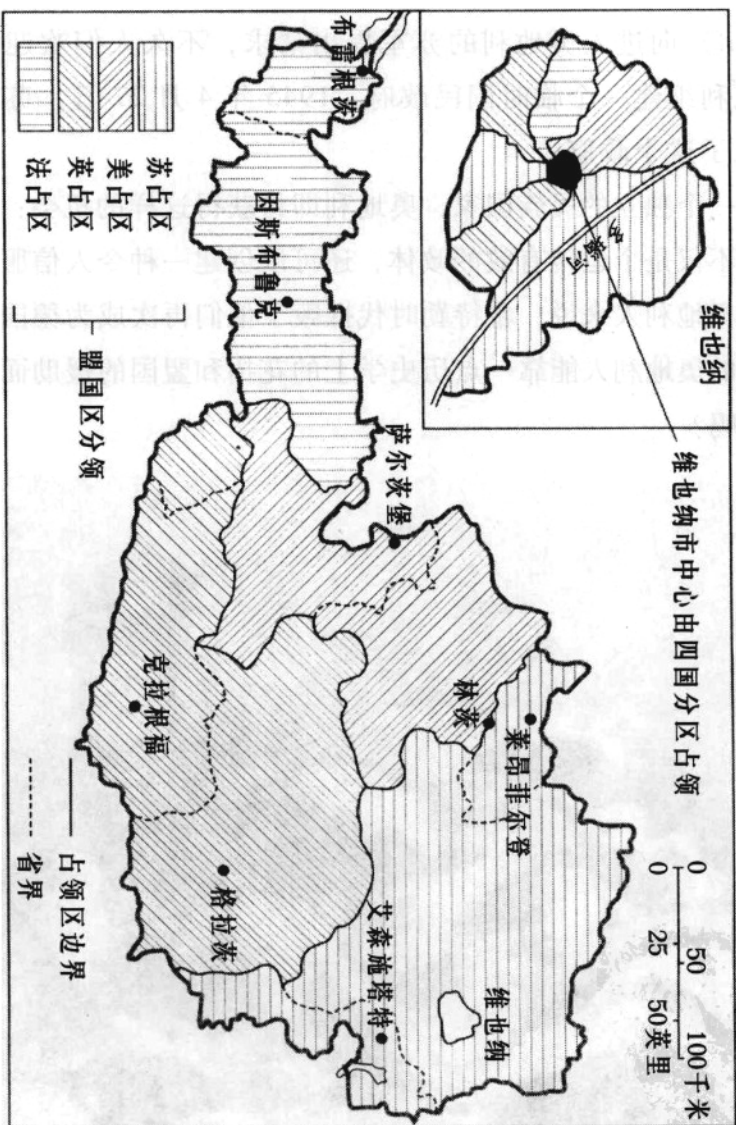 维也纳
多瑙河
维也纳市中心由四国分区占领
0 50 100千米
0 25 50英里
布雷根茨
因斯布鲁克
萨尔茨堡
林茨
莱昂菲尔登
维也纳
艾森施塔特
格拉茨
克拉根福
苏占区
美占区
英占区
法占区
盟国区分领
占领区边界
省界